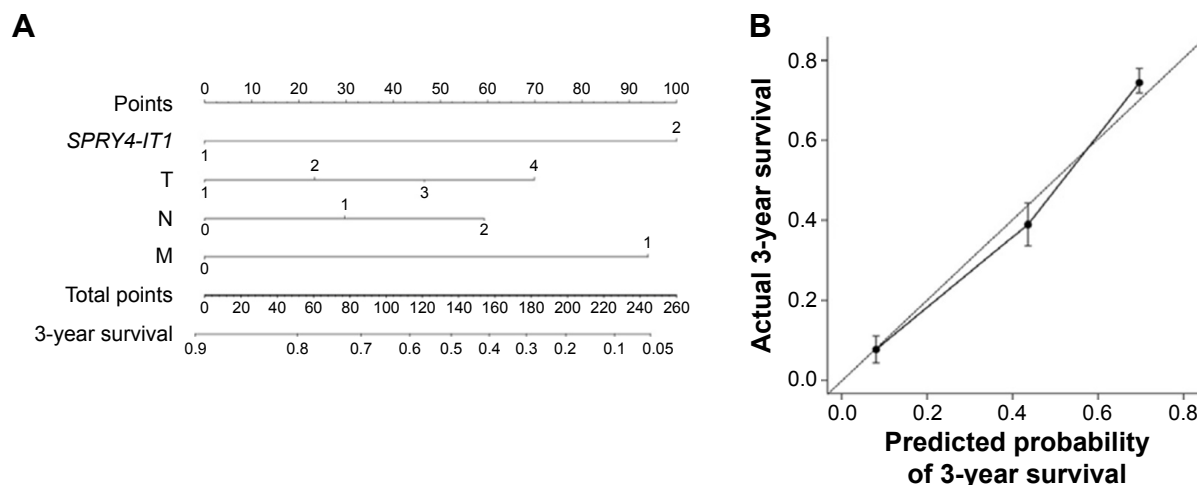 A
Points
0 10 20 30 40 50 60 70 80 90 100
SPRY4-IT1
1 2
T
1 2 3 4
N
0 1 2
M
0 1
Total points
0 20 40 60 80 100 120 140 160 180 200 220 240 260
3-year survival
0.9 0.8 0.7 0.6 0.5 0.4 0.3 0.2 0.1 0.05
B
Actual 3-year survival
0.8
0.6
0.4
0.2
0.0
0.0 0.2 0.4 0.6 0.8
Predicted probability
of 3-year survival